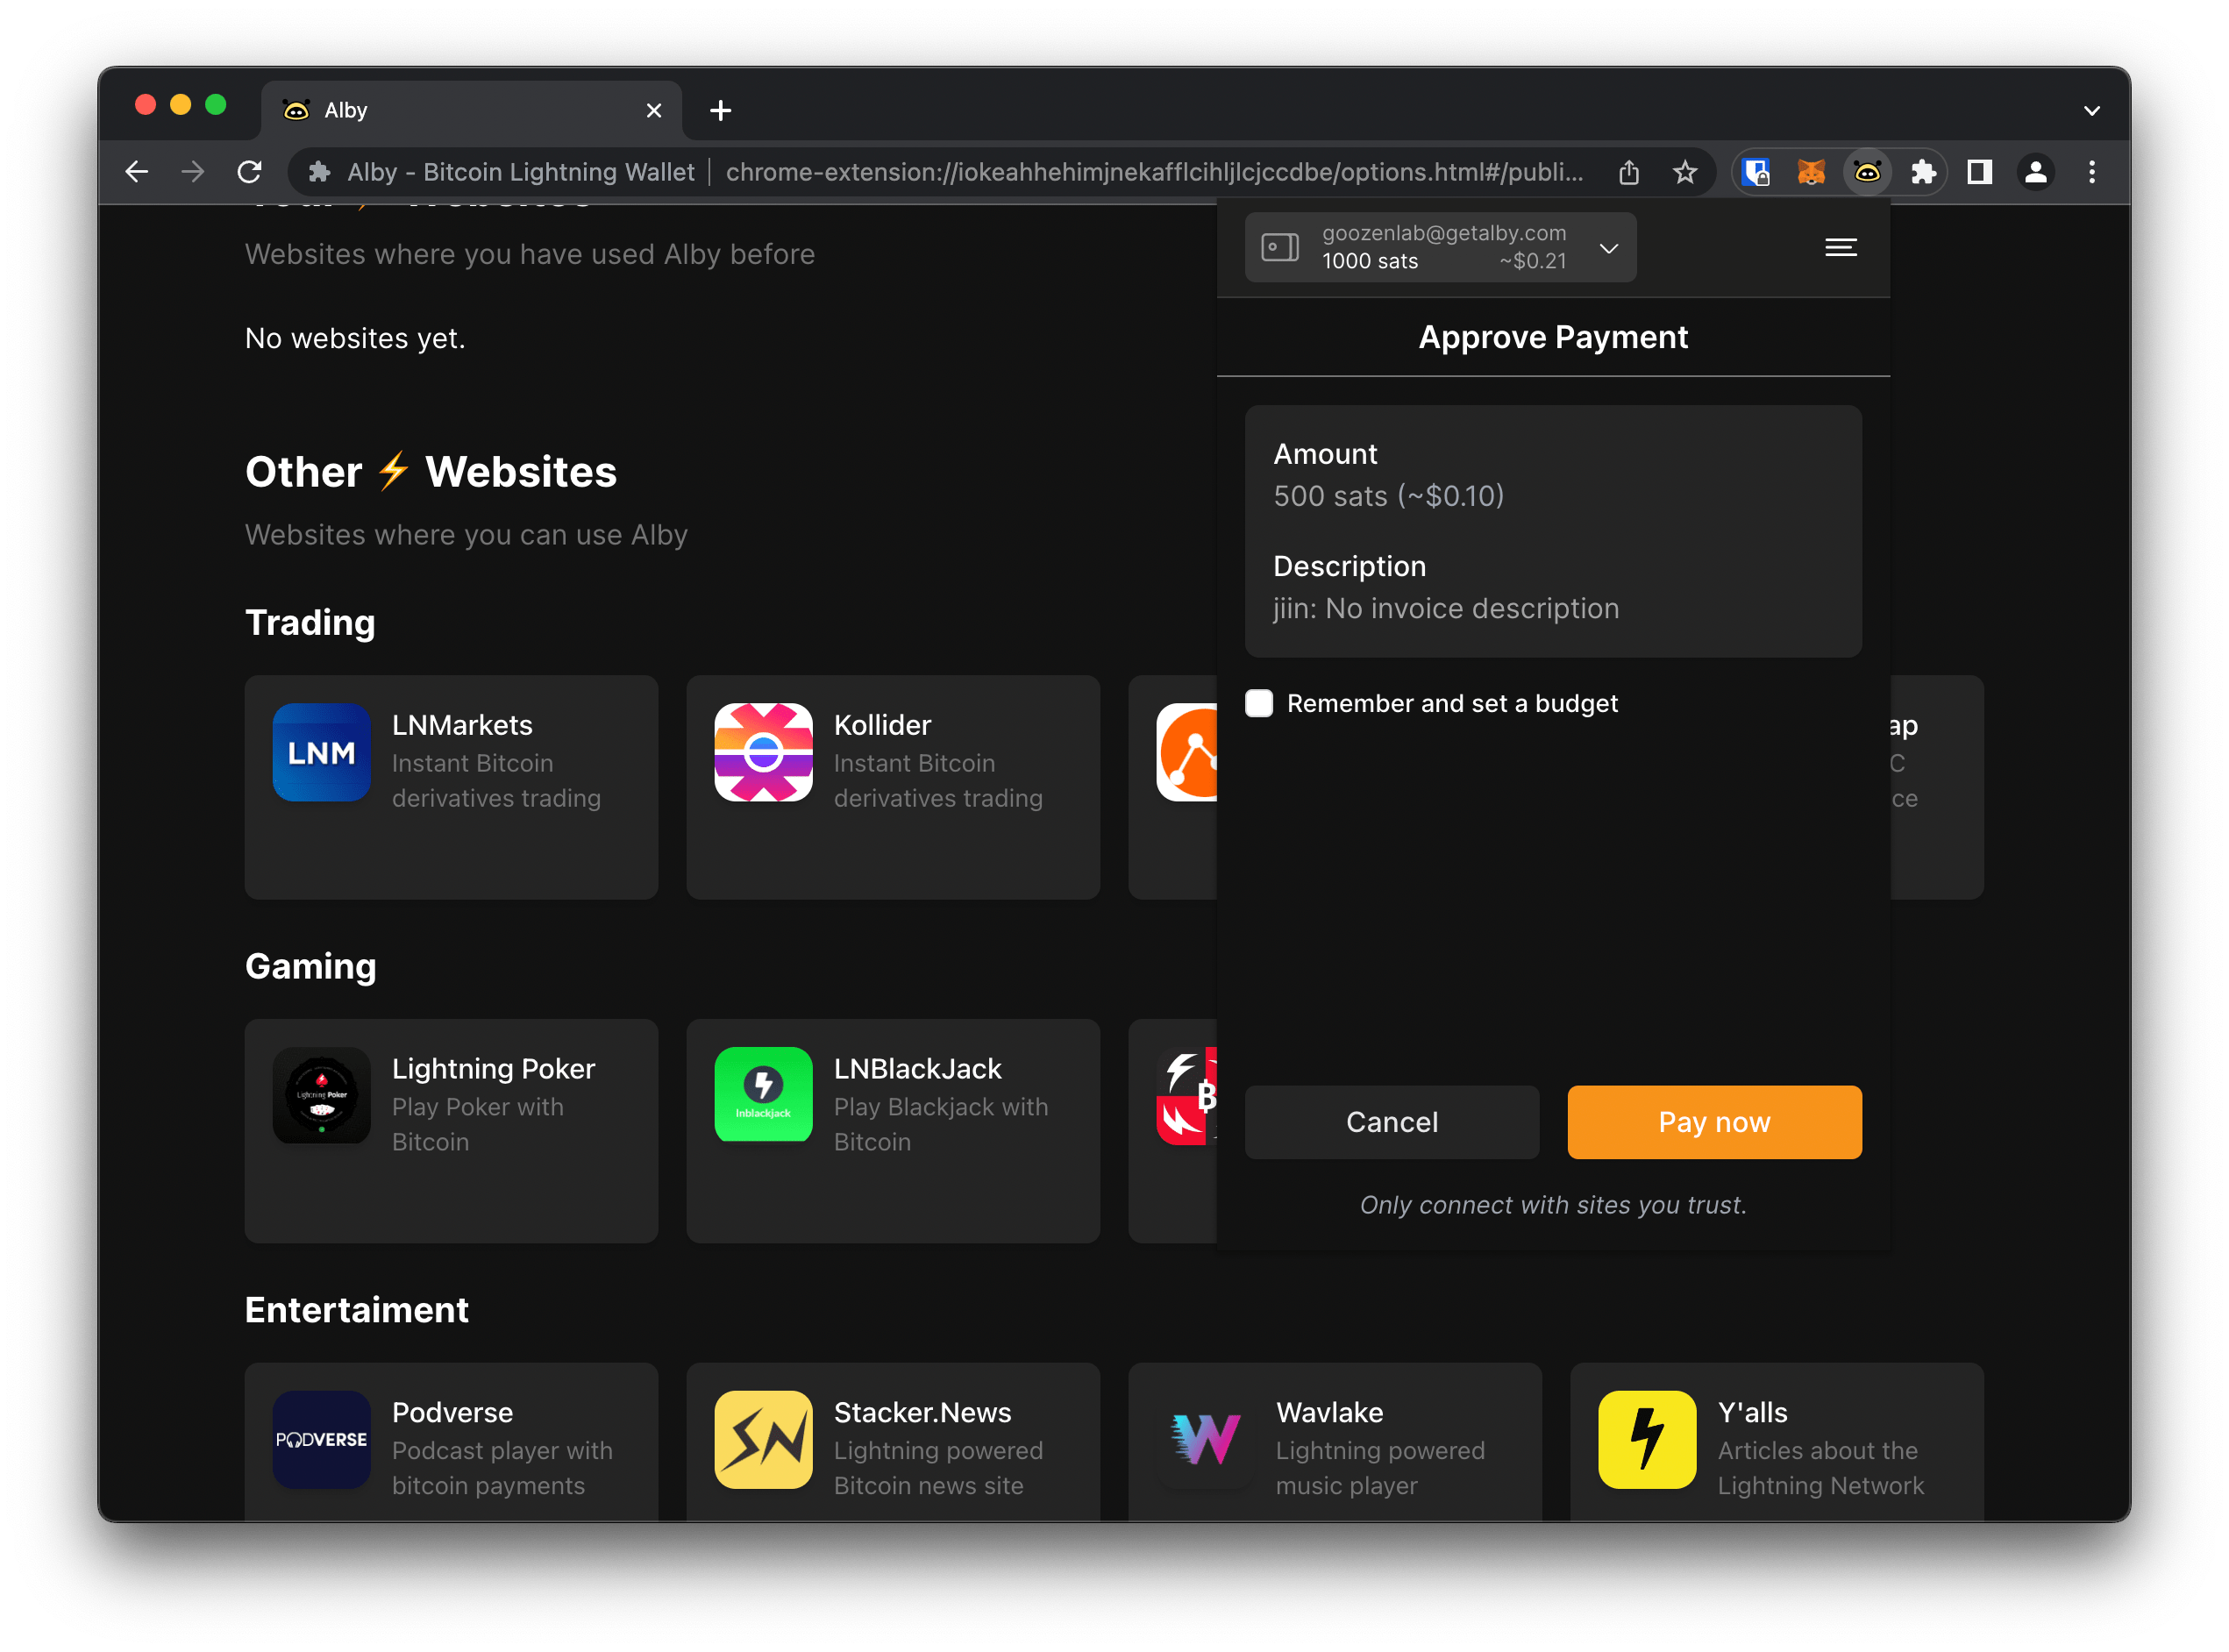 Alby
Alby - Bitcoin Lightning Wallet | chrome-extension://iokeahhehimjnekafflcihljlcjccdbe/options.html#/publi...
Your ⚡ Websites
Websites where you have used Alby before
No websites yet.
Other ⚡ Websites
Websites where you can use Alby
Trading
LNM
LNMarkets
Instant Bitcoin
derivatives trading
Kollider
Instant Bitcoin
derivatives trading
ap
C
ce
Gaming
Lightning Poker
Lightning Poker
Play Poker with
Bitcoin
lnblackjack
LNBlackJack
Play Blackjack with
Bitcoin
Entertaiment
PODVERSE
Podverse
Podcast player with
bitcoin payments
SN
Stacker.News
Lightning powered
Bitcoin news site
W
Wavlake
Lightning powered
music player
Y'alls
Articles about the
Lightning Network
goozenlab@getalby.com
1000 sats ~$0.21
Approve Payment
Amount
500 sats (~$0.10)
Description
jiin: No invoice description
Remember and set a budget
Cancel
Pay now
Only connect with sites you trust.